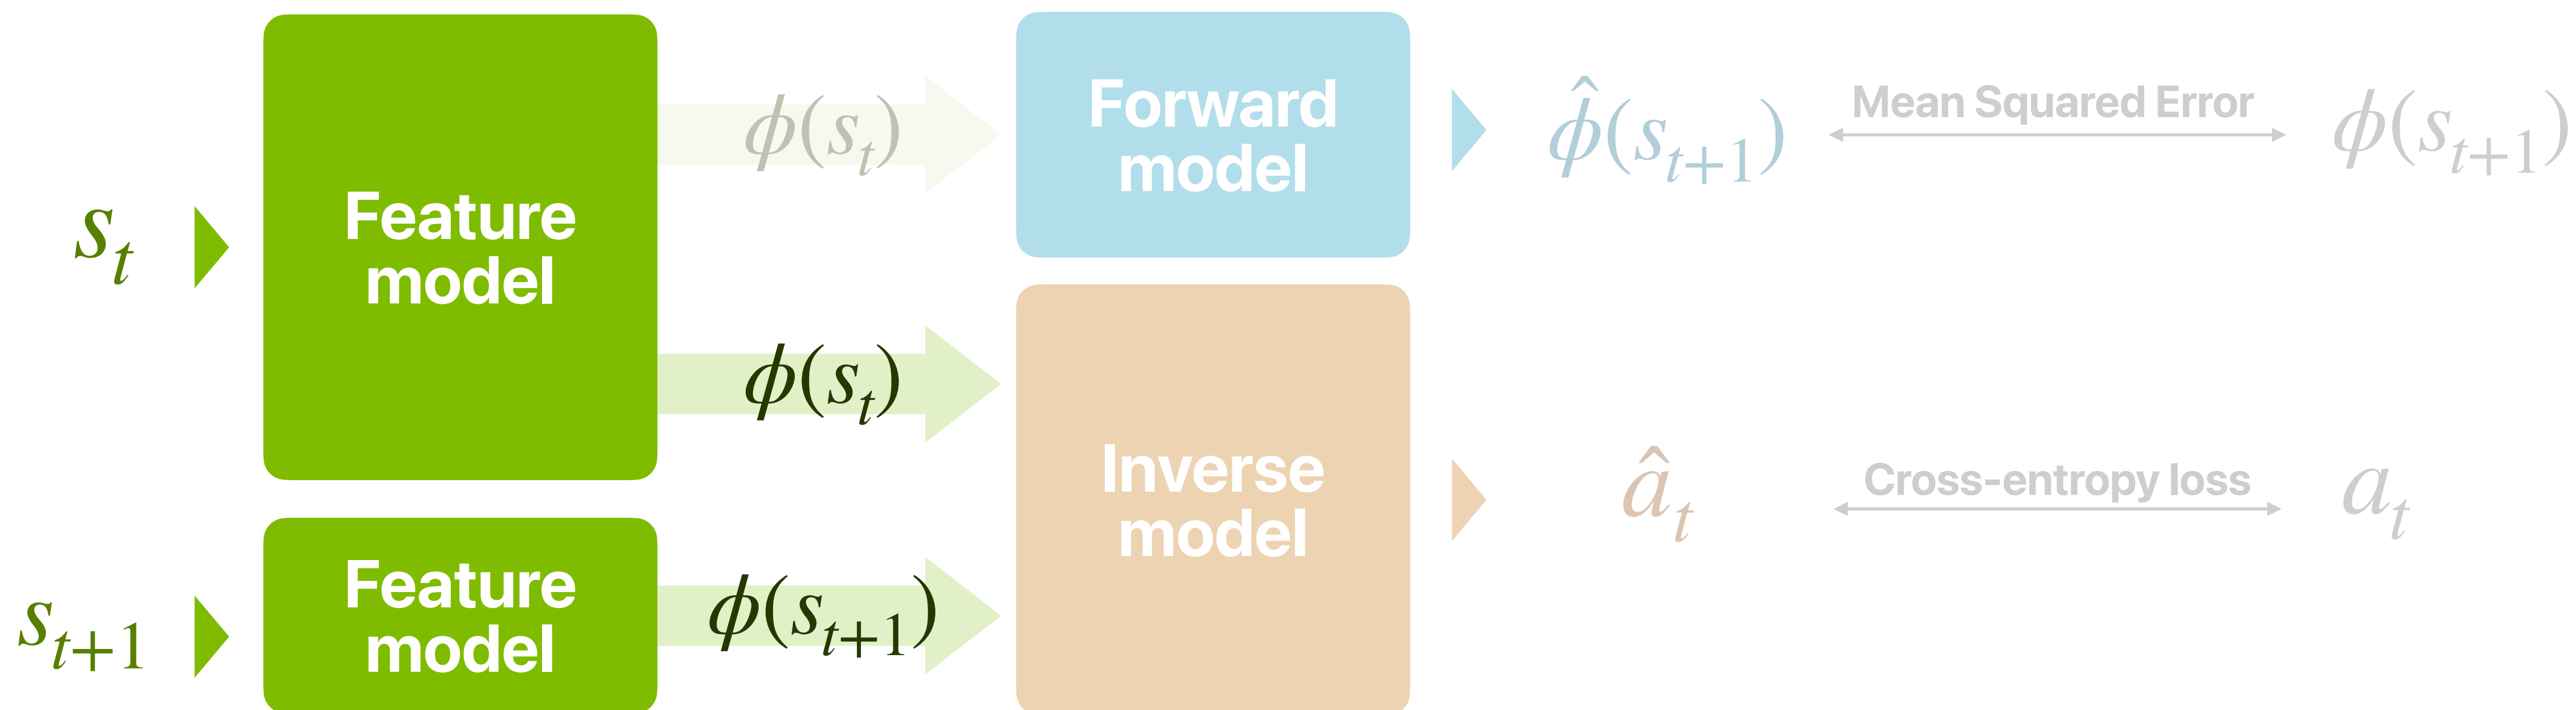 s_t
Feature
model
ϕ(s_t)
Forward
model
ϕ̂(s_{t+1})
Mean Squared Error
ϕ(s_{t+1})
ϕ(s_t)
s_{t+1}
Feature
model
ϕ(s_{t+1})
Inverse
model
â_t
Cross-entropy loss
a_t